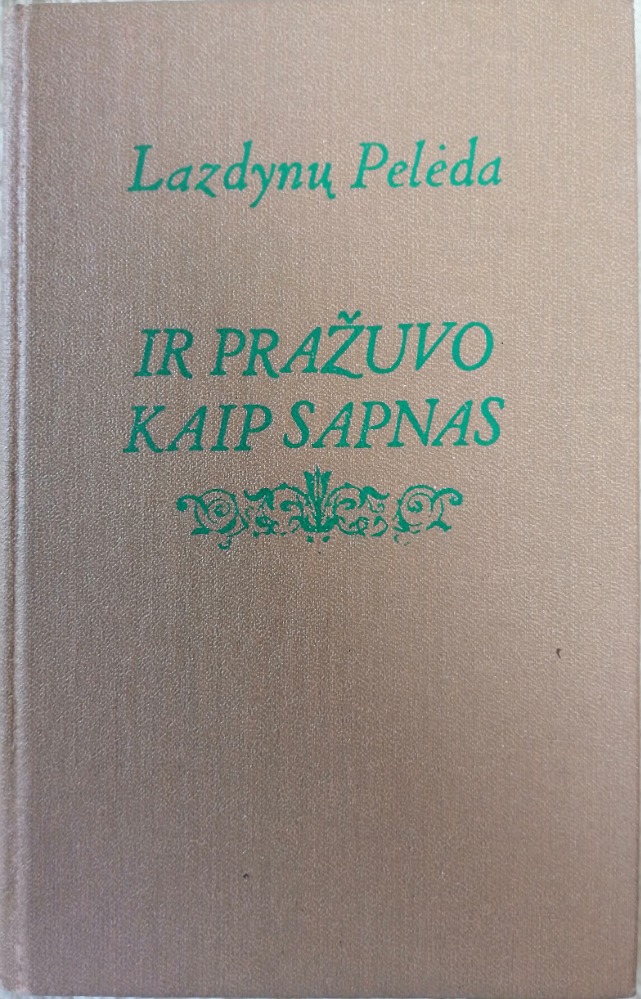 Lazdynų Pelėda
IR PRAŽUVO
KAIP SAPNAS